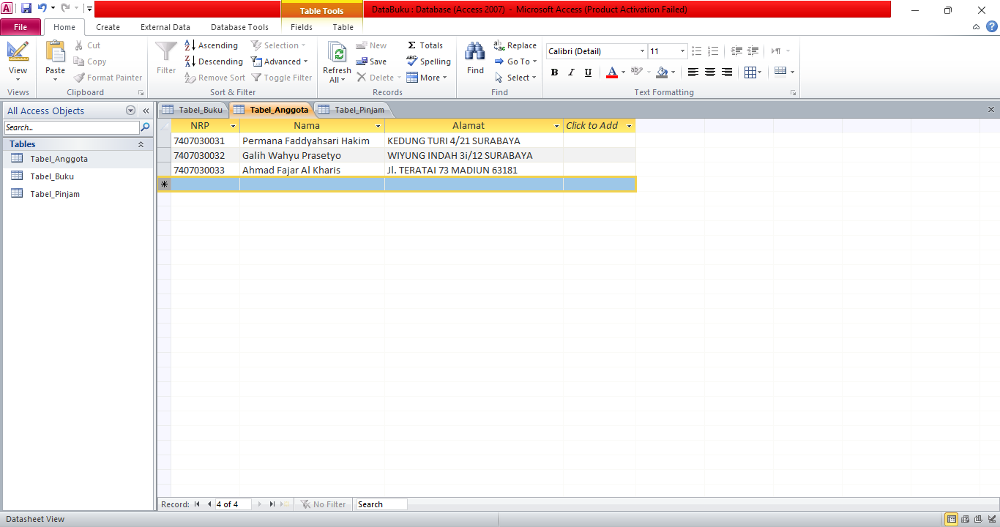 Table Tools
DataBuku : Database (Access 2007) - Microsoft Access (Product Activation Failed)
File Home Create External Data Database Tools Fields Table
View
Views
Paste
Cut
Copy
Format Painter
Clipboard
Filter
Ascending
Descending
Remove Sort
Selection
Advanced
Toggle Filter
Sort & Filter
Refresh All
New
Save
Delete
Totals
Spelling
More
Records
Find
Replace
Go To
Select
Find
Calibri (Detail) 11
B I U A ab
Text Formatting
All Access Objects
Search...
Tables
Tabel_Anggota
Tabel_Buku
Tabel_Pinjam
Tabel_Buku Tabel_Anggota Tabel_Pinjam
NRP Nama Alamat Click to Add
7407030031 Permana Faddyahsari Hakim KEDUNG TURI 4/21 SURABAYA
7407030032 Galih Wahyu Prasetyo WIYUNG INDAH 3i/12 SURABAYA
7407030033 Ahmad Fajar Al Kharis Jl. TERATAI 73 MADIUN 63181
Record: 4 of 4 No Filter Search
Datasheet View